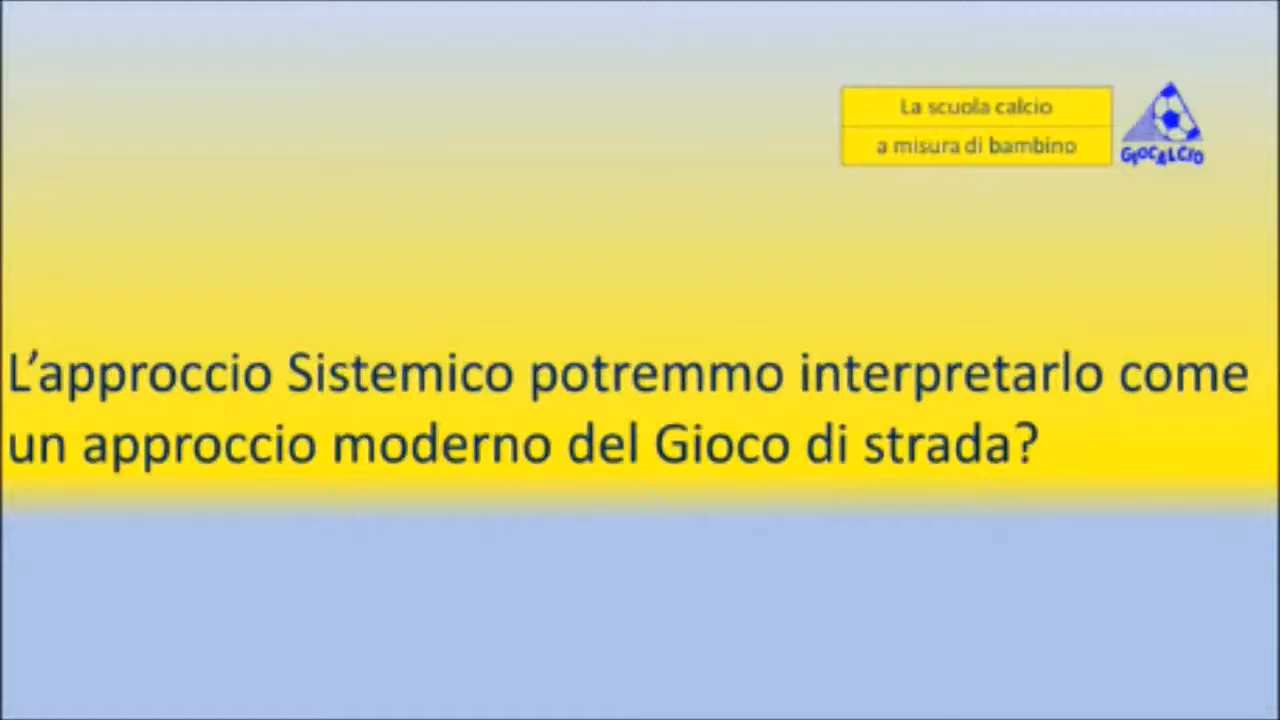 La scuola calcio
a misura di bambino
GIOCALCIO
L'approccio Sistemico potremmo interpretarlo come
un approccio moderno del Gioco di strada?